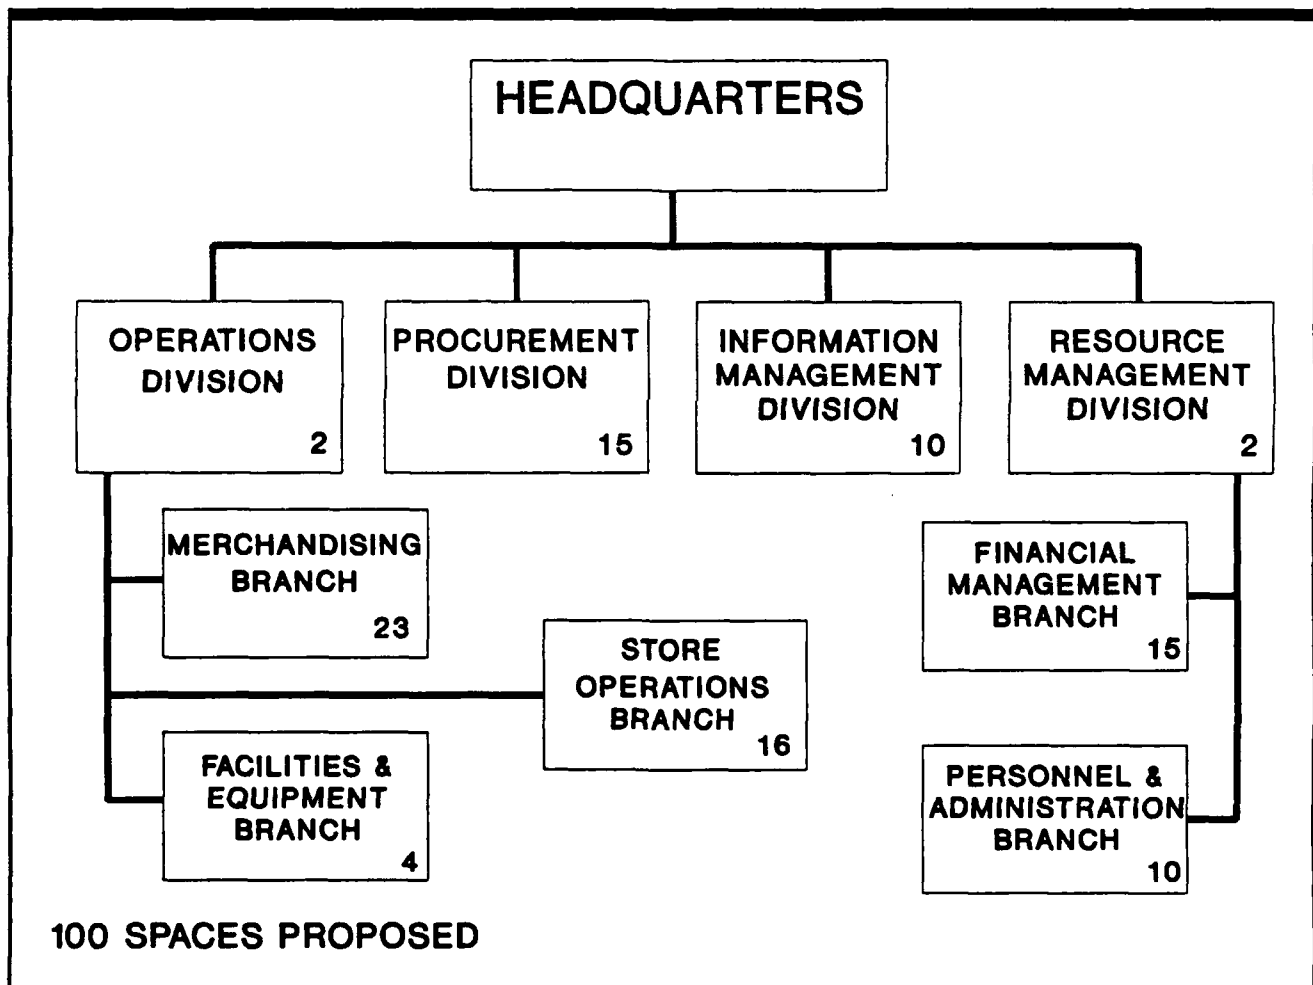 HEADQUARTERS
OPERATIONS
DIVISION
2
PROCUREMENT
DIVISION
15
INFORMATION
MANAGEMENT
DIVISION
10
RESOURCE
MANAGEMENT
DIVISION
2
MERCHANDISING
BRANCH
23
STORE
OPERATIONS
BRANCH
16
FACILITIES &
EQUIPMENT
BRANCH
4
FINANCIAL
MANAGEMENT
BRANCH
15
PERSONNEL &
ADMINISTRATION
BRANCH
10
100 SPACES PROPOSED